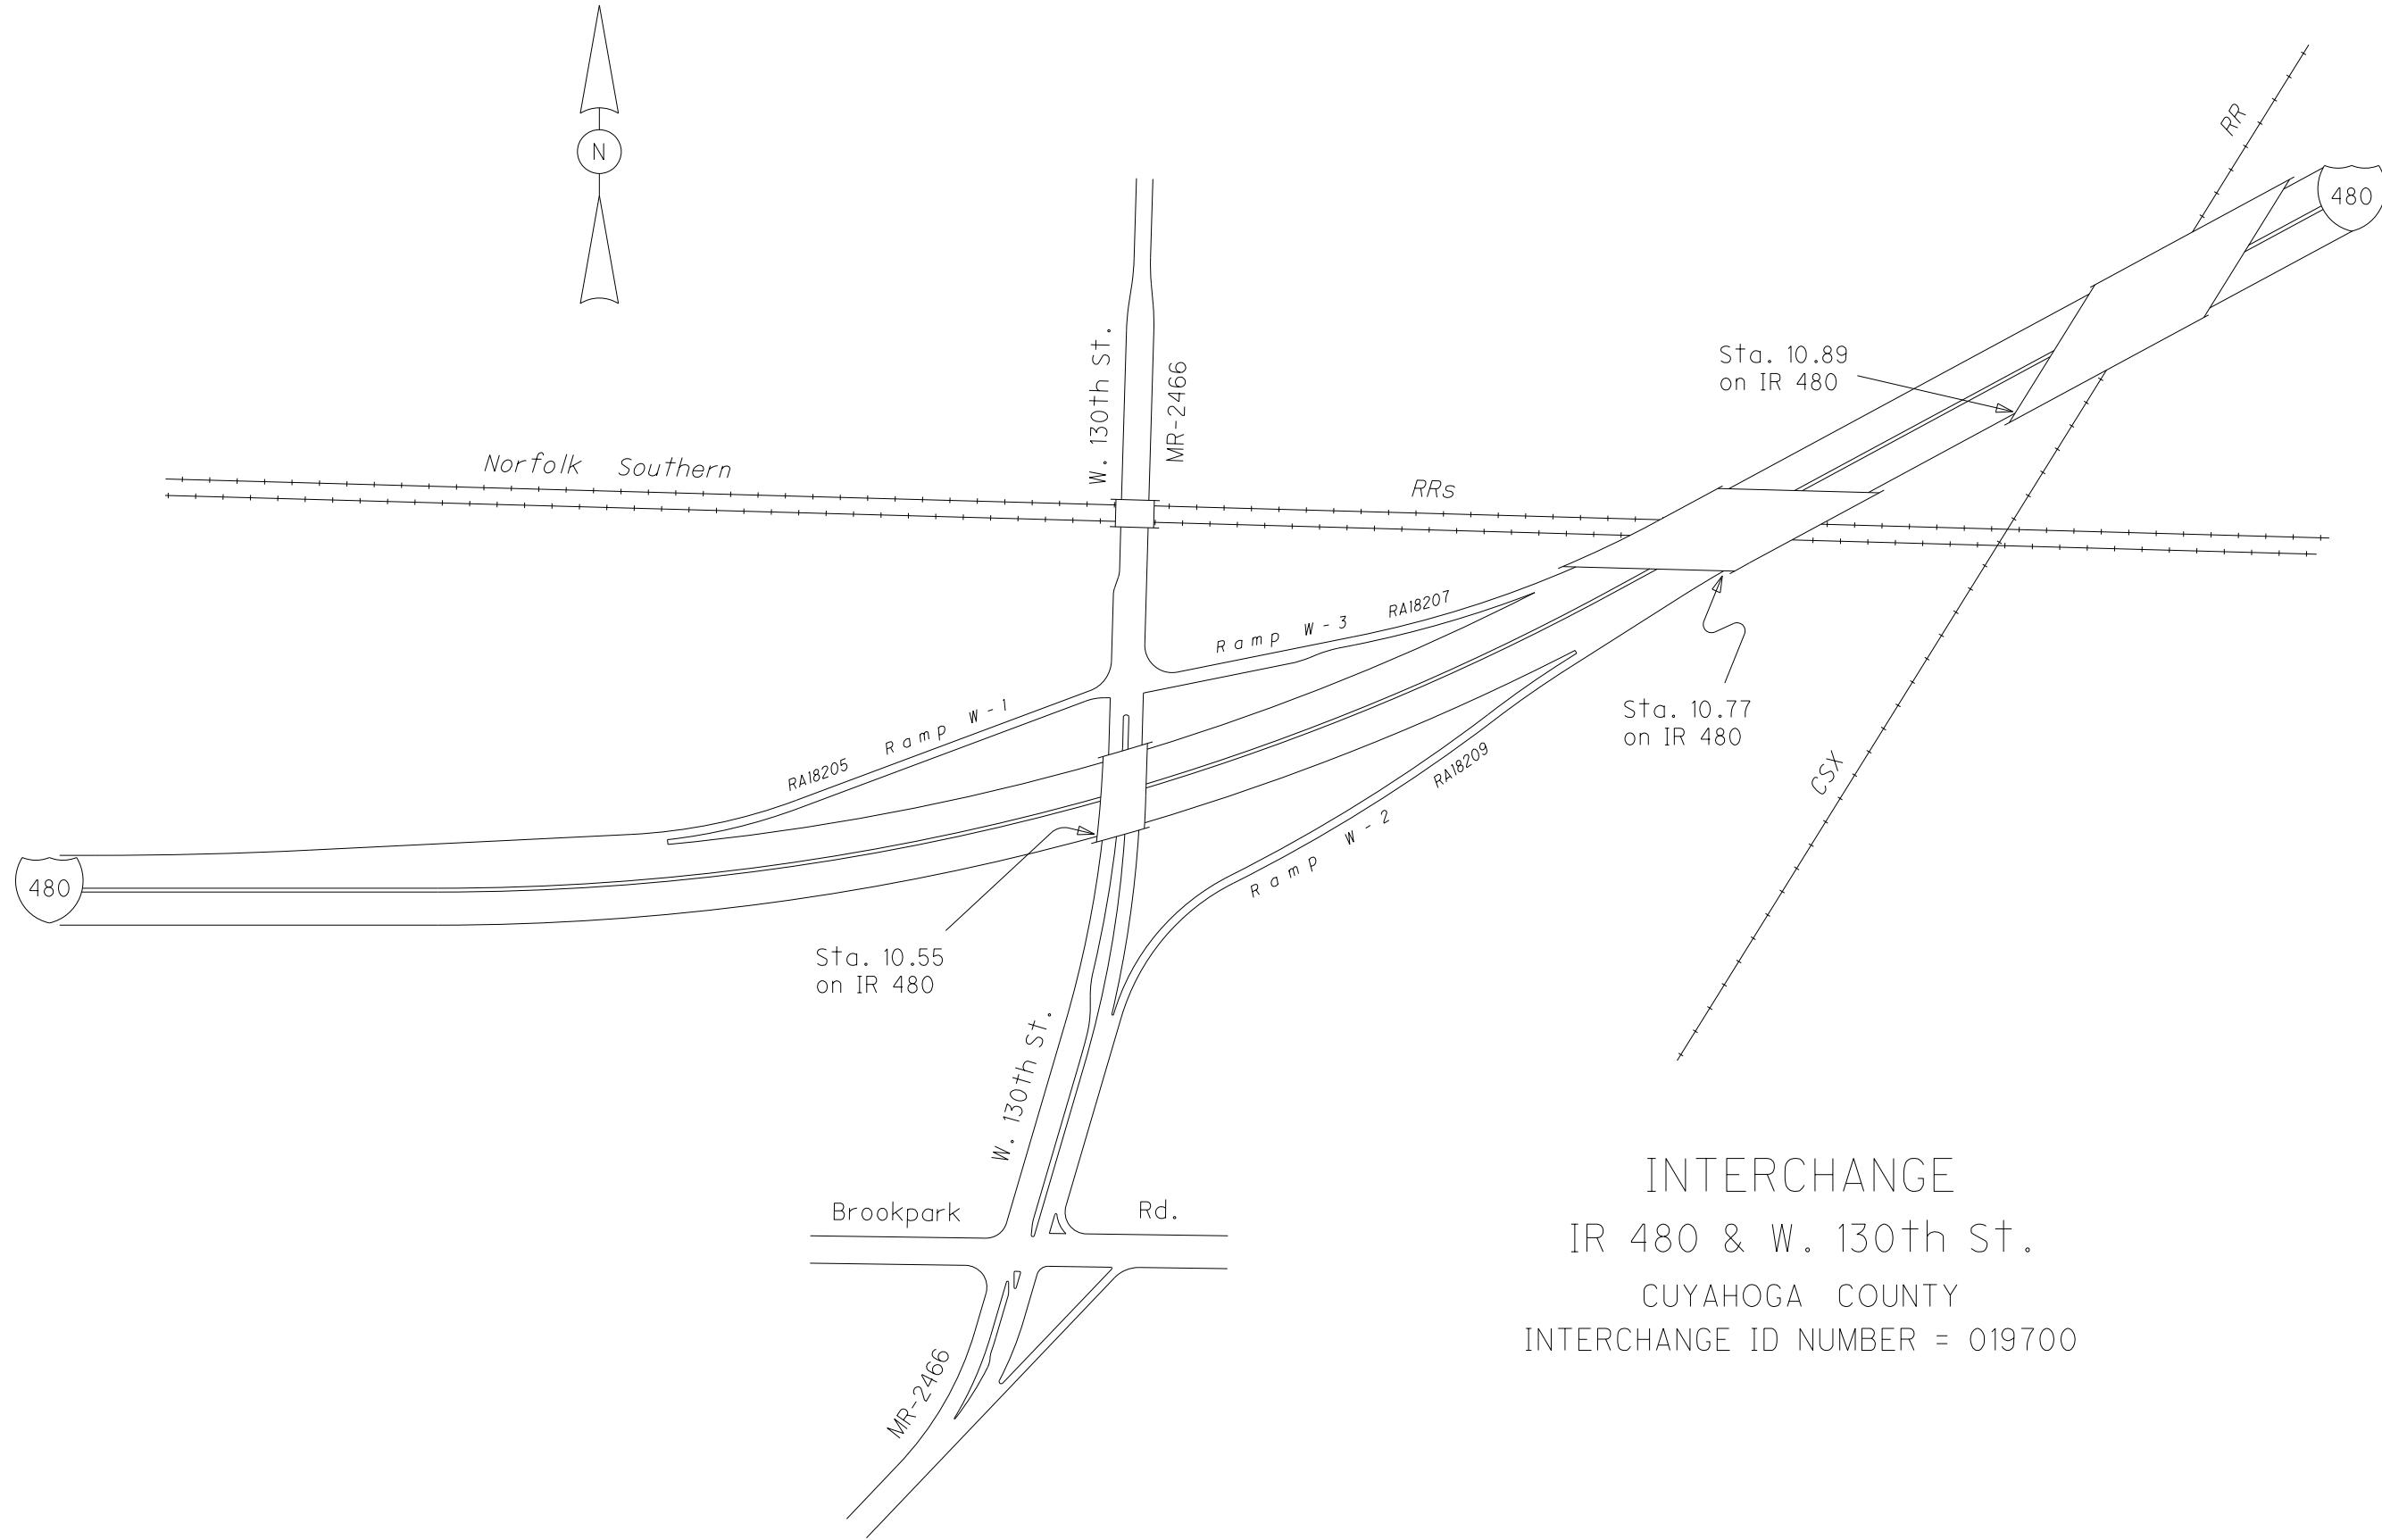 N
RR
480
W. 130th St.
MR-2466
Sta. 10.89
on IR 480
Norfolk Southern
RRs
Ramp W-3 RA18207
RA18205 Ramp W-1
Sta. 10.77
on IR 480
Ramp W-2 RA18209
CSX
480
Sta. 10.55
on IR 480
W. 130th St.
Brookpark Rd.
MR-2466
INTERCHANGE
IR 480 & W. 130th St.
CUYAHOGA COUNTY
INTERCHANGE ID NUMBER = 019700